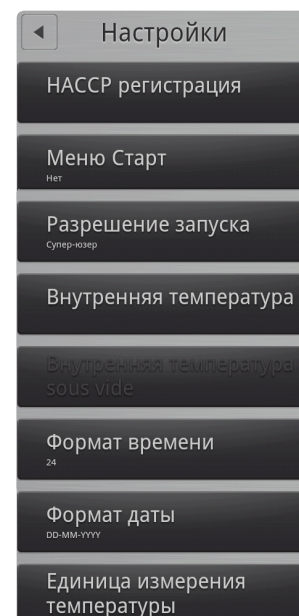 Настройки
HACCP регистрация
Меню Старт
Нет
Разрешение запуска
Супер-юзер
Внутренняя температура
Внутренняя температура
sous vide
Формат времени
24
Формат даты
DD-MM-YYYY
Единица измерения
температуры